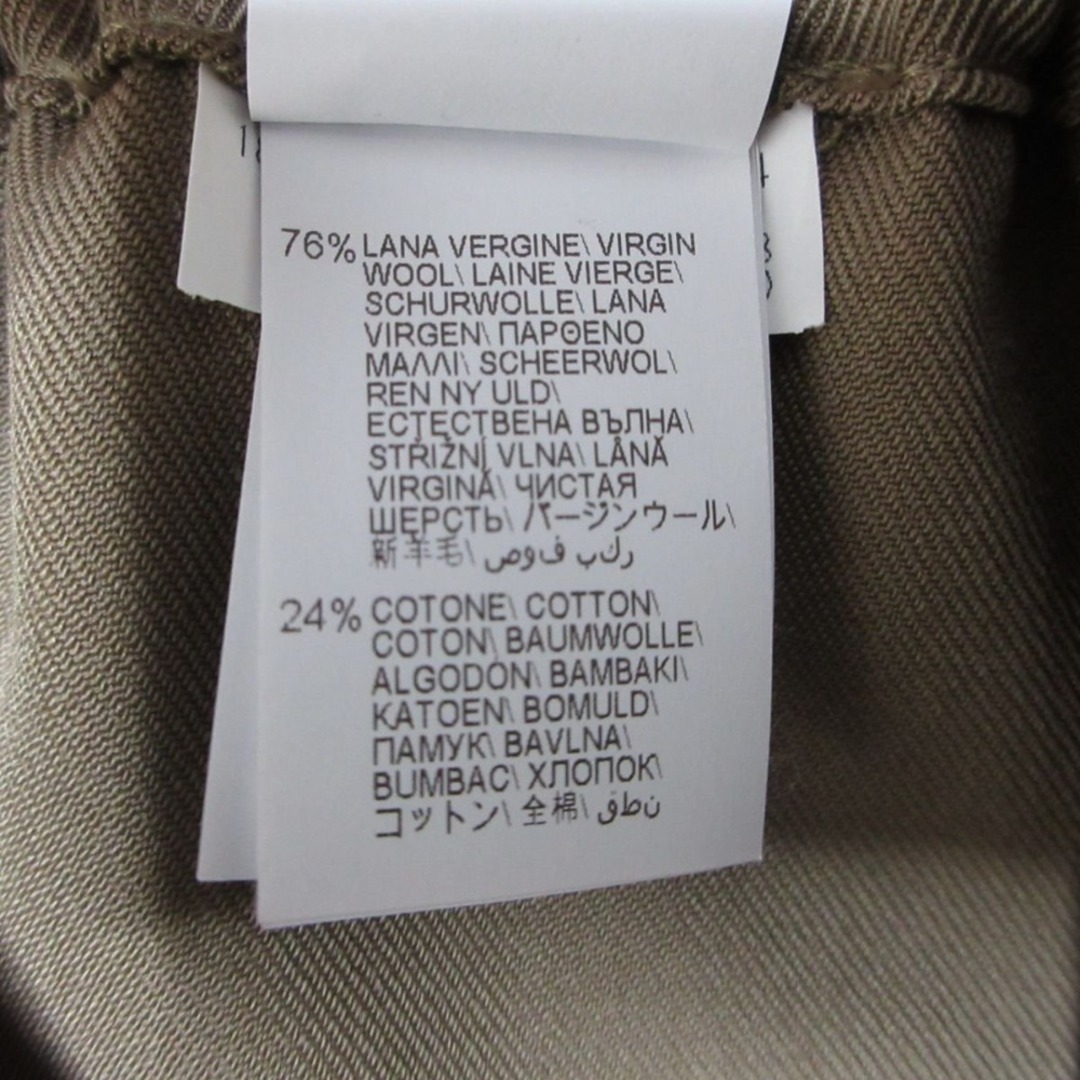 76% LANA VERGINE\ VIRGIN
WOOL\ LAINE VIERGE\
SCHURWOLLE\ LANA
VIRGEN\ ΠΑΡΘΕΝΟ
ΜΑΛΛΙ\ SCHEERWOL\
REN NY ULD\
ЕСТЕСТВЕНА ВЪЛНА\
STŘIŽNÍ VLNA\ LÂNĂ
VIRGINĂ\ ЧИСТАЯ
ШЕРСТЬ\ バージンウール\
新羊毛\ صوف بكر
24% COTONE\ COTTON\
COTON\ BAUMWOLLE\
ALGODÓN\ BAMBAKI\
KATOEN\ BOMULD\
ПАМУК\ BAVLNA\
BUMBAC\ ХЛОПОК\
コットン\ 全棉\ قطن